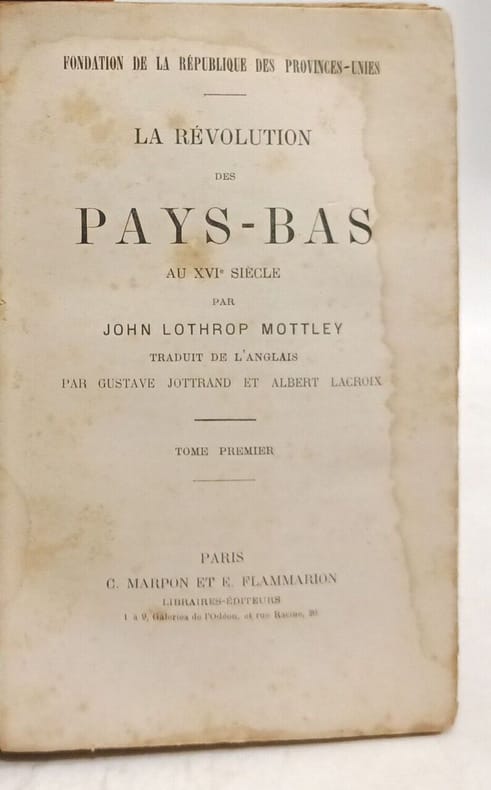 FONDATION DE LA RÉPUBLIQUE DES PROVINCES-UNIES
LA RÉVOLUTION
DES
PAYS-BAS
AU XVIe SIÈCLE
PAR
JOHN LOTHROP MOTTLEY
TRADUIT DE L'ANGLAIS
PAR GUSTAVE JOTTRAND ET ALBERT LACROIX
TOME PREMIER
PARIS
C. MARPON ET E. FLAMMARION
LIBRAIRES-ÉDITEURS
1 à 9, Galeries de l'Odéon, et rue Racine, 26